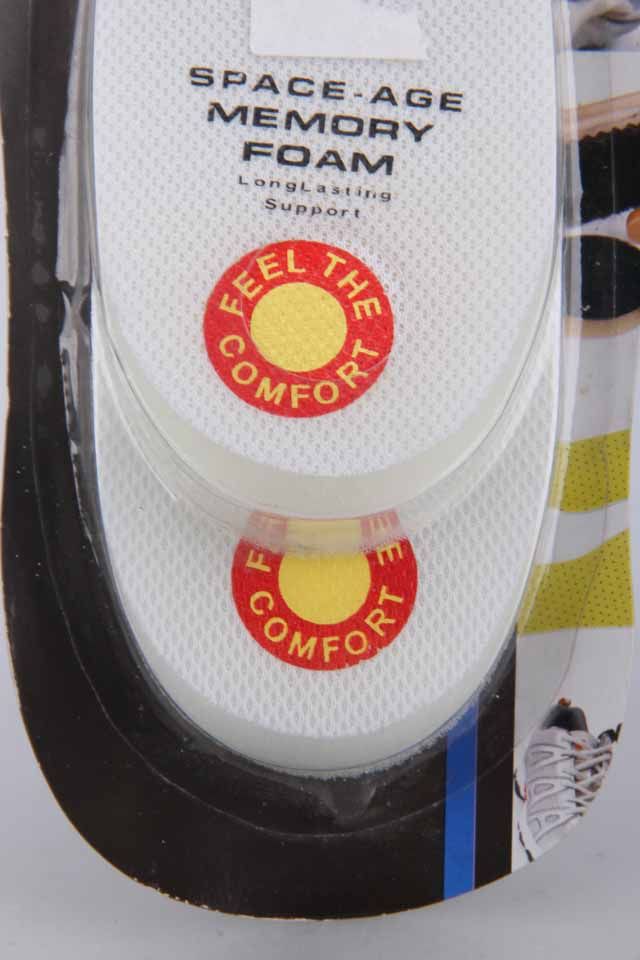 SPACE-AGE
MEMORY
FOAM
LongLasting
Support
FEEL THE
COMFORT
COMFORT